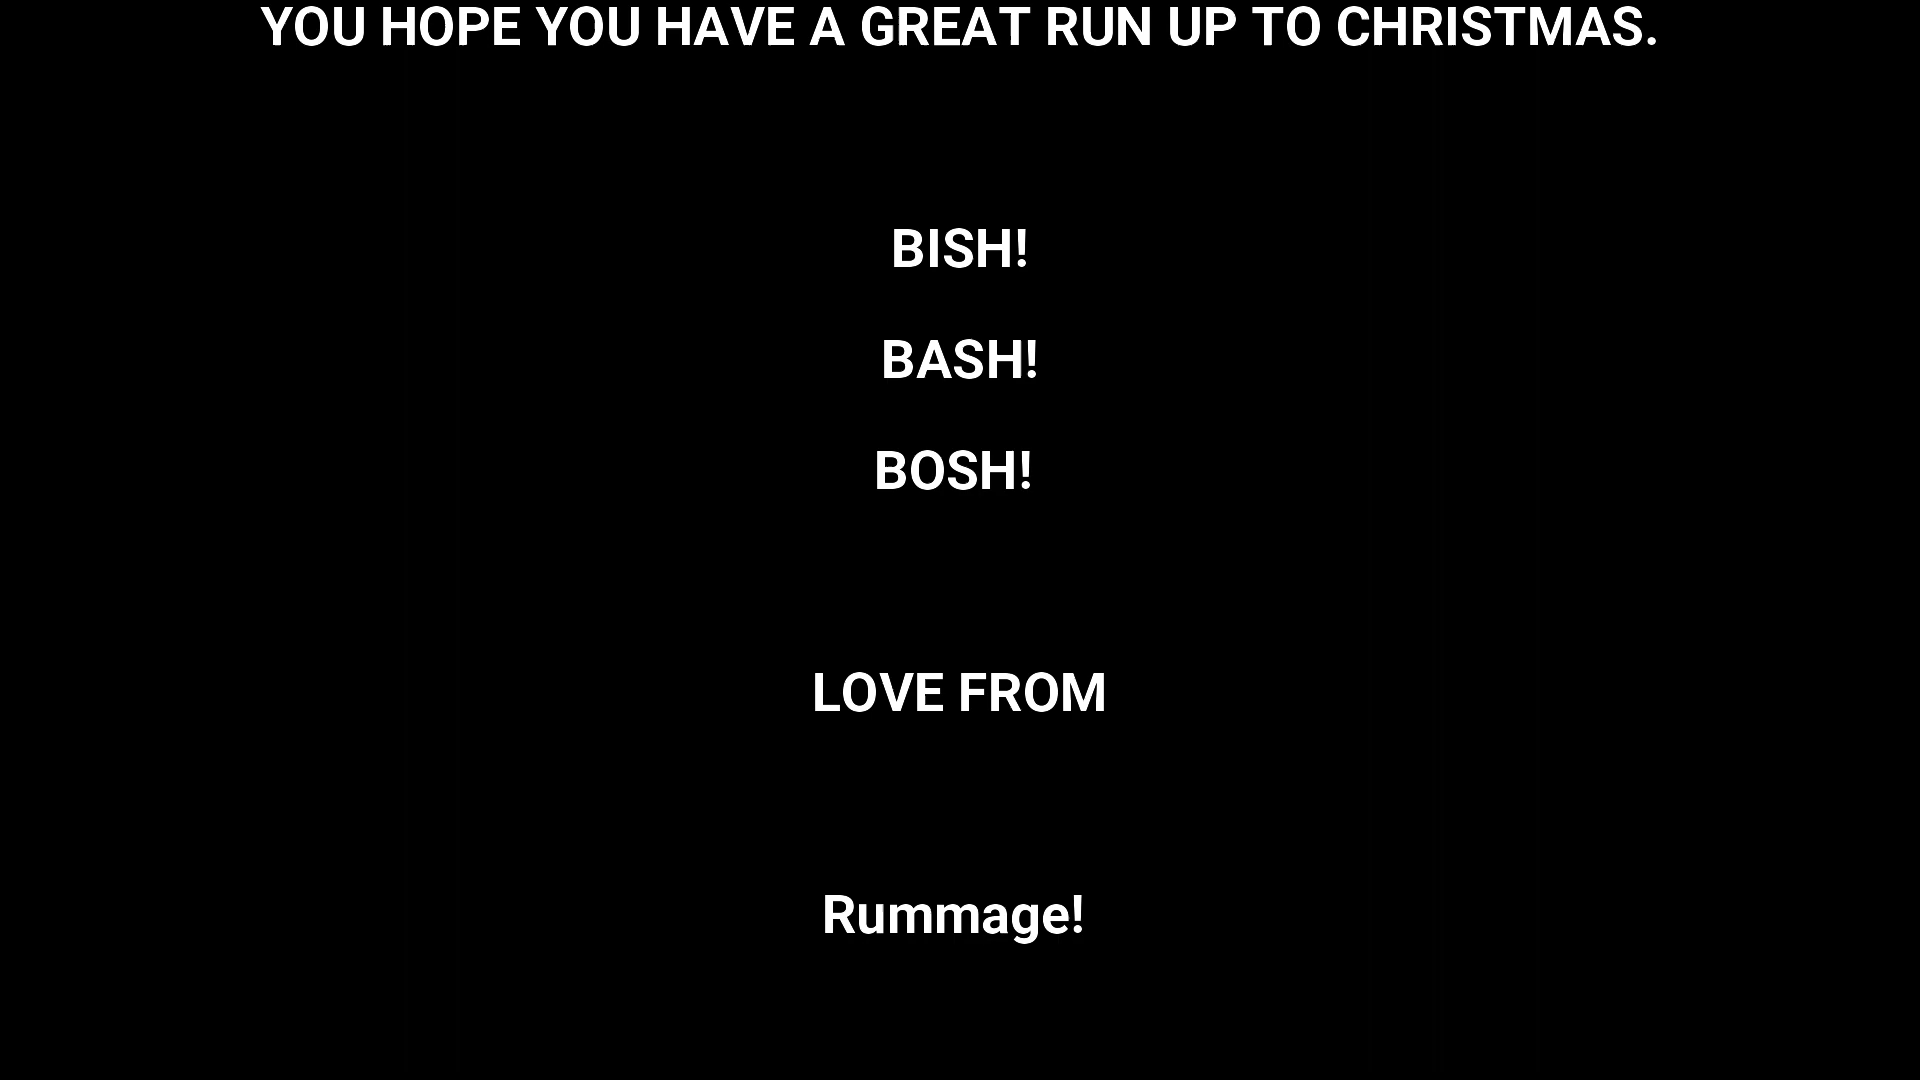 YOU HOPE YOU HAVE A GREAT RUN UP TO CHRISTMAS.
BISH!
BASH!
BOSH!
LOVE FROM
Rummage!